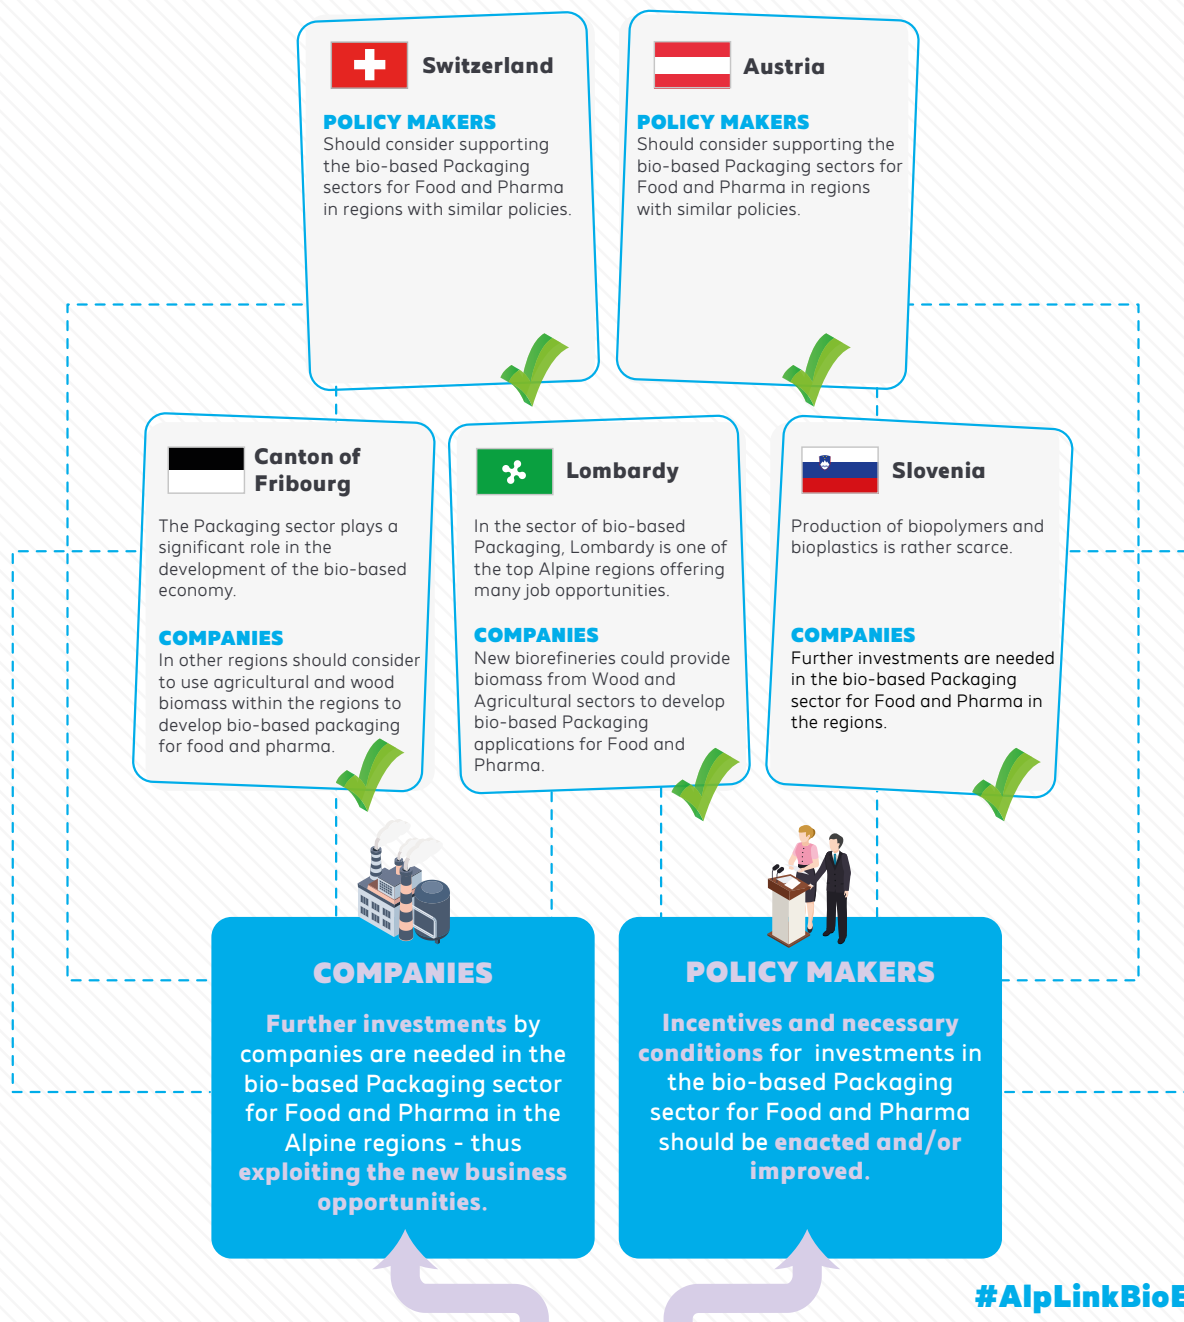 Switzerland
POLICY MAKERS
Should consider supporting
the bio-based Packaging
sectors for Food and Pharma
in regions with similar policies.
Austria
POLICY MAKERS
Should consider supporting the
bio-based Packaging sectors for
Food and Pharma in regions
with similar policies.
Canton of
Fribourg
The Packaging sector plays a
significant role in the
development of the bio-based
economy.
COMPANIES
In other regions should consider
to use agricultural and wood
biomass within the regions to
develop bio-based packaging
for food and pharma.
Lombardy
In the sector of bio-based
Packaging, Lombardy is one of
the top Alpine regions offering
many job opportunities.
COMPANIES
New biorefineries could provide
biomass from Wood and
Agricultural sectors to develop
bio-based Packaging
applications for Food and
Pharma.
Slovenia
Production of biopolymers and
bioplastics is rather scarce.
COMPANIES
Further investments are needed
in the bio-based Packaging
sector for Food and Pharma in
the regions.
COMPANIES
Further investments by
companies are needed in the
bio-based Packaging sector
for Food and Pharma in the
Alpine regions - thus
exploiting the new business
opportunities.
POLICY MAKERS
Incentives and necessary
conditions for investments in
the bio-based Packaging
sector for Food and Pharma
should be enacted and/or
improved.
#AlpLinkBioE